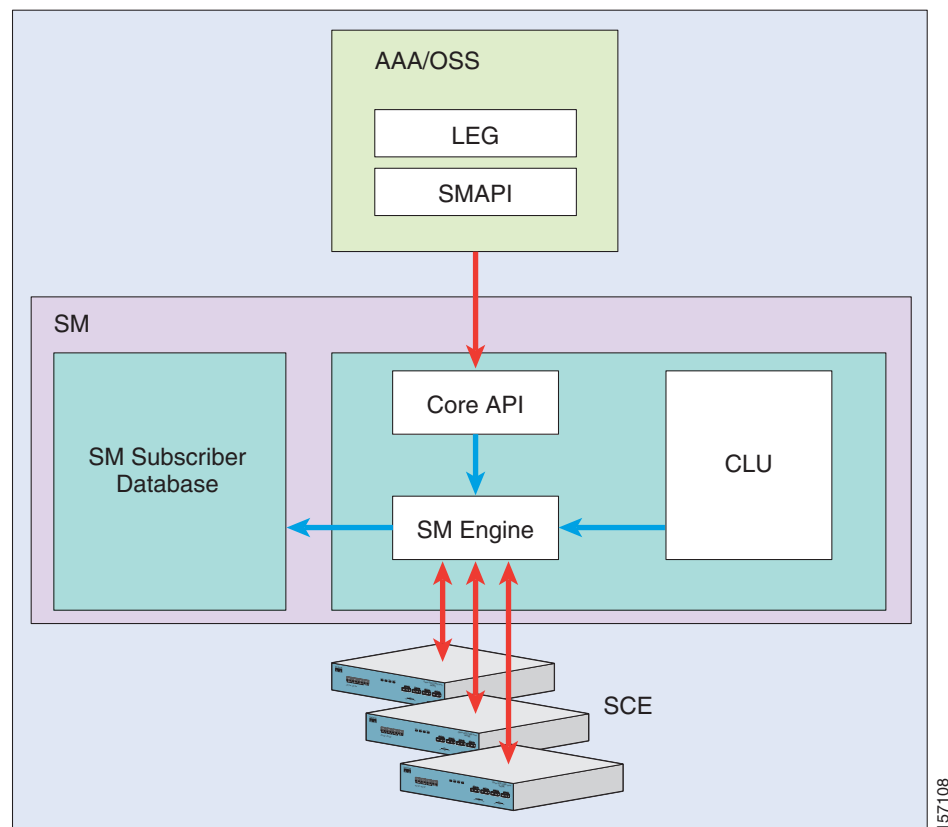 AAA/OSS
LEG
SMAPI
SM
SM Subscriber
Database
Core API
SM Engine
CLU
SCE
157108